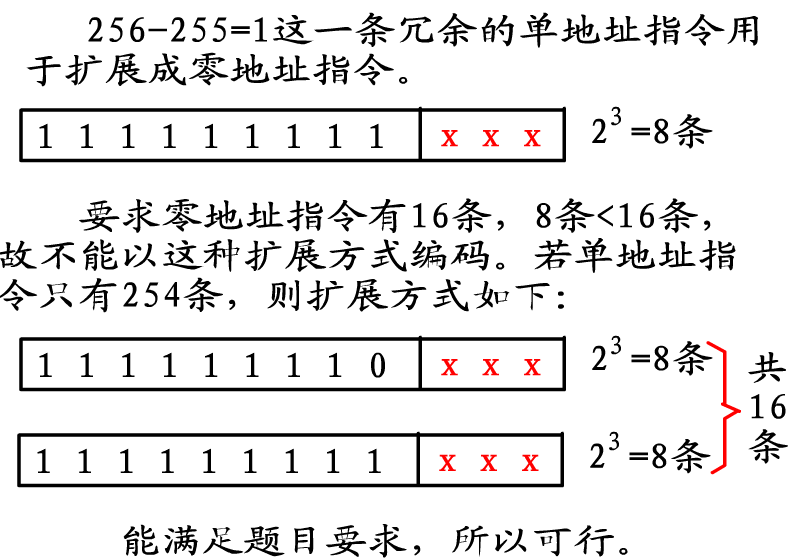 256-255=1这一条冗余的单地址指令用
于扩展成零地址指令。
1 1 1 1 1 1 1 1 1 x x x 2³=8条
要求零地址指令有16条，8条<16条，
故不能以这种扩展方式编码。若单地址指
令只有254条，则扩展方式如下：
1 1 1 1 1 1 1 1 0 x x x 2³=8条
1 1 1 1 1 1 1 1 1 x x x 2³=8条
共
16
条
能满足题目要求，所以可行。